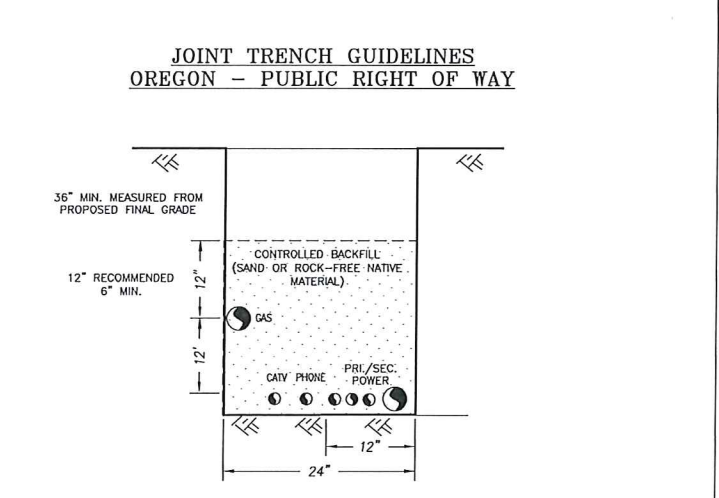 JOINT TRENCH GUIDELINES
OREGON – PUBLIC RIGHT OF WAY
36" MIN. MEASURED FROM
PROPOSED FINAL GRADE
CONTROLLED BACKFILL
(SAND OR ROCK-FREE NATIVE
MATERIAL)
12" RECOMMENDED
6" MIN.
12"
GAS
12'
CATV PHONE
PRI./SEC.
POWER
12"
24"